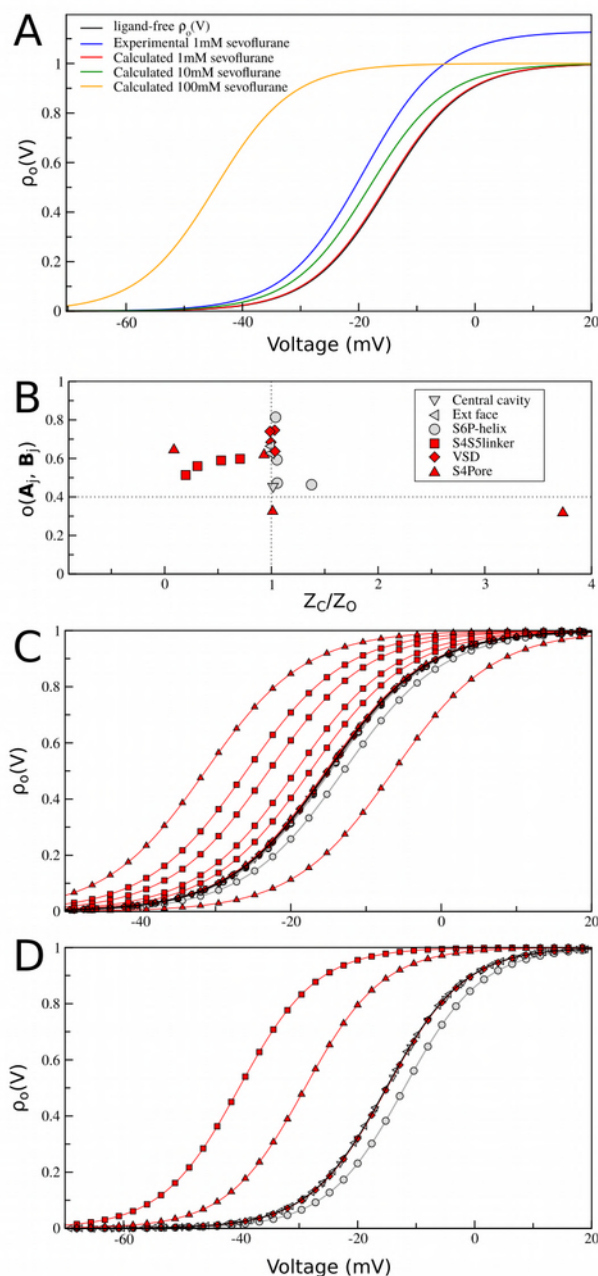 A
ligand-free ρo(V)
Experimental 1mM sevoflurane
Calculated 1mM sevoflurane
Calculated 10mM sevoflurane
Calculated 100mM sevoflurane
1
0.8
0.6
0.4
0.2
0
ρo(V)
-60
-40
-20
0
20
Voltage (mV)
B
1
0.8
0.6
0.4
0.2
0
o(Aj, Bj)
Central cavity
Ext face
S6P-helix
S4S5linker
VSD
S4Pore
0
1
2
3
4
ZC/ZO
C
1
0.8
0.6
0.4
0.2
0
ρo(V)
-40
-20
0
20
D
1
0.8
0.6
0.4
0.2
0
ρo(V)
-60
-40
-20
0
20
Voltage (mV)